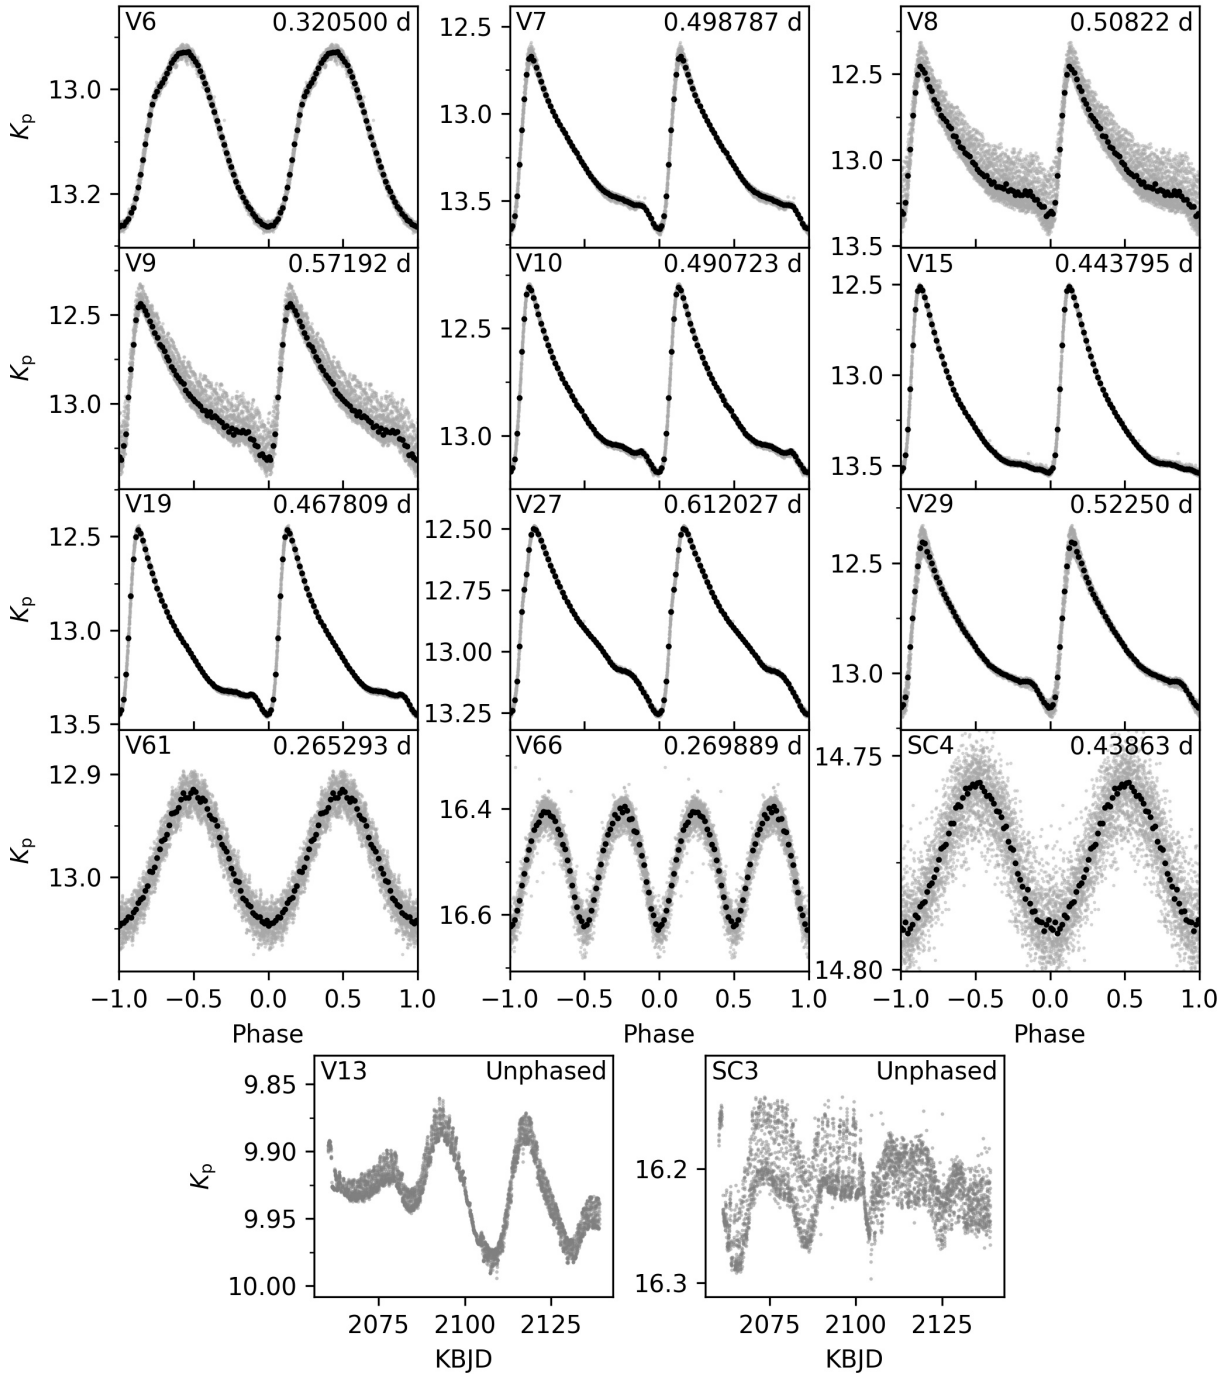 V6 0.320500 d
V7 0.498787 d
V8 0.50822 d
Kp
13.0
13.2
12.5
13.0
13.5
12.5
13.0
13.5
V9 0.57192 d
V10 0.490723 d
V15 0.443795 d
Kp
12.5
13.0
12.5
13.0
12.5
13.0
13.5
V19 0.467809 d
V27 0.612027 d
V29 0.52250 d
Kp
12.5
13.0
13.5
12.50
12.75
13.00
13.25
12.5
13.0
V61 0.265293 d
V66 0.269889 d
SC4 0.43863 d
Kp
12.9
13.0
16.4
16.6
14.75
14.80
−1.0 −0.5 0.0 0.5 1.0
−1.0 −0.5 0.0 0.5 1.0
−1.0 −0.5 0.0 0.5 1.0
Phase
Phase
Phase
V13 Unphased
SC3 Unphased
Kp
9.85
9.90
9.95
10.00
16.2
16.3
2075 2100 2125
2075 2100 2125
KBJD
KBJD